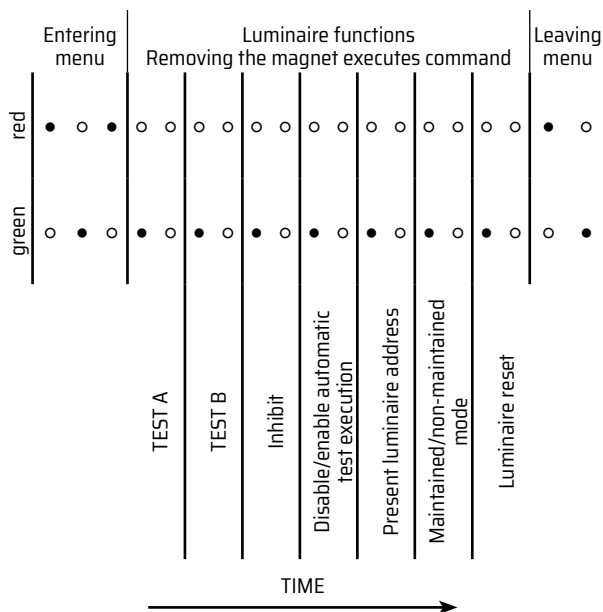 Entering
menu
Luminaire functions
Removing the magnet executes command
Leaving
menu
red
green
TEST A
TEST B
Inhibit
Disable/enable automatic
test execution
Present luminaire address
Maintained/non-maintained
mode
Luminaire reset
TIME